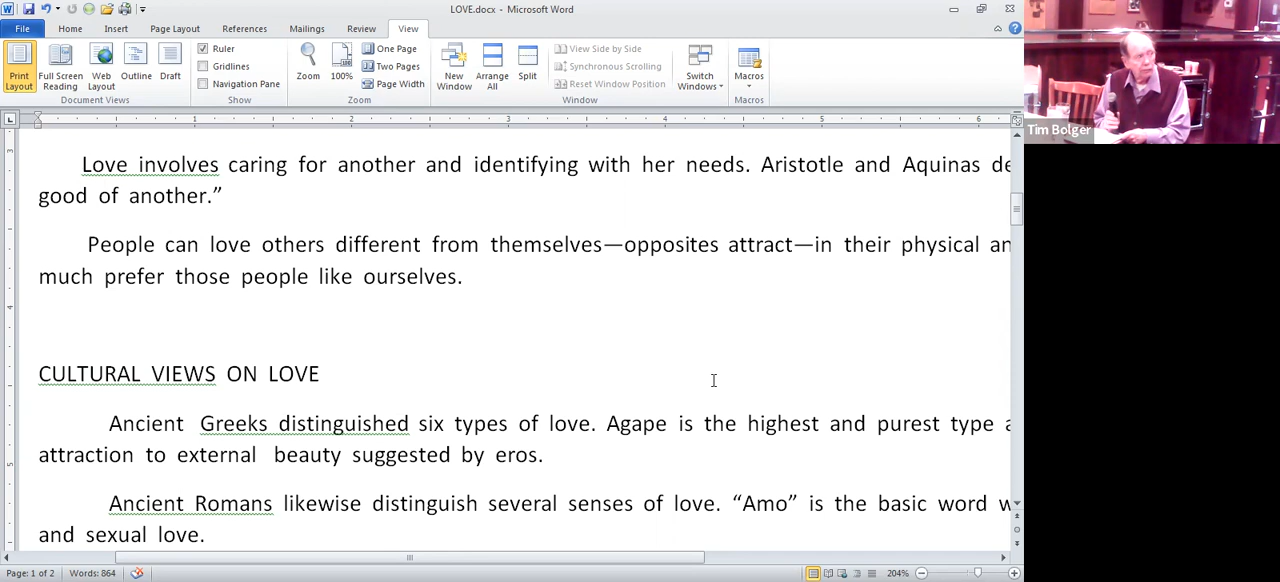 LOVE.docx - Microsoft Word
File Home Insert Page Layout References Mailings Review View
Print Layout
Full Screen Reading
Web Layout
Outline
Draft
Document Views
Ruler
Gridlines
Navigation Pane
Show
Zoom
100%
One Page
Two Pages
Page Width
Zoom
New Window
Arrange All
Split
View Side by Side
Synchronous Scrolling
Reset Window Position
Window
Switch Windows
Macros
Macros
Tim Bolger
1 2 3 4 5 6
Love involves caring for another and identifying with her needs. Aristotle and Aquinas de
good of another.”
People can love others different from themselves—opposites attract—in their physical an
much prefer those people like ourselves.
CULTURAL VIEWS ON LOVE
Ancient Greeks distinguished six types of love. Agape is the highest and purest type a
attraction to external beauty suggested by eros.
Ancient Romans likewise distinguish several senses of love. “Amo” is the basic word w
and sexual love.
Page: 1 of 2 Words: 864 204%